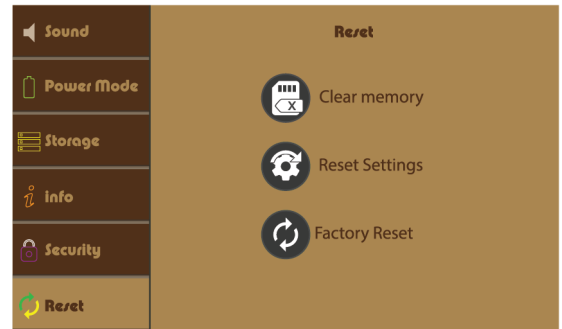 Sound
Power Mode
Storage
info
Security
Reset
Reset
Clear memory
Reset Settings
Factory Reset